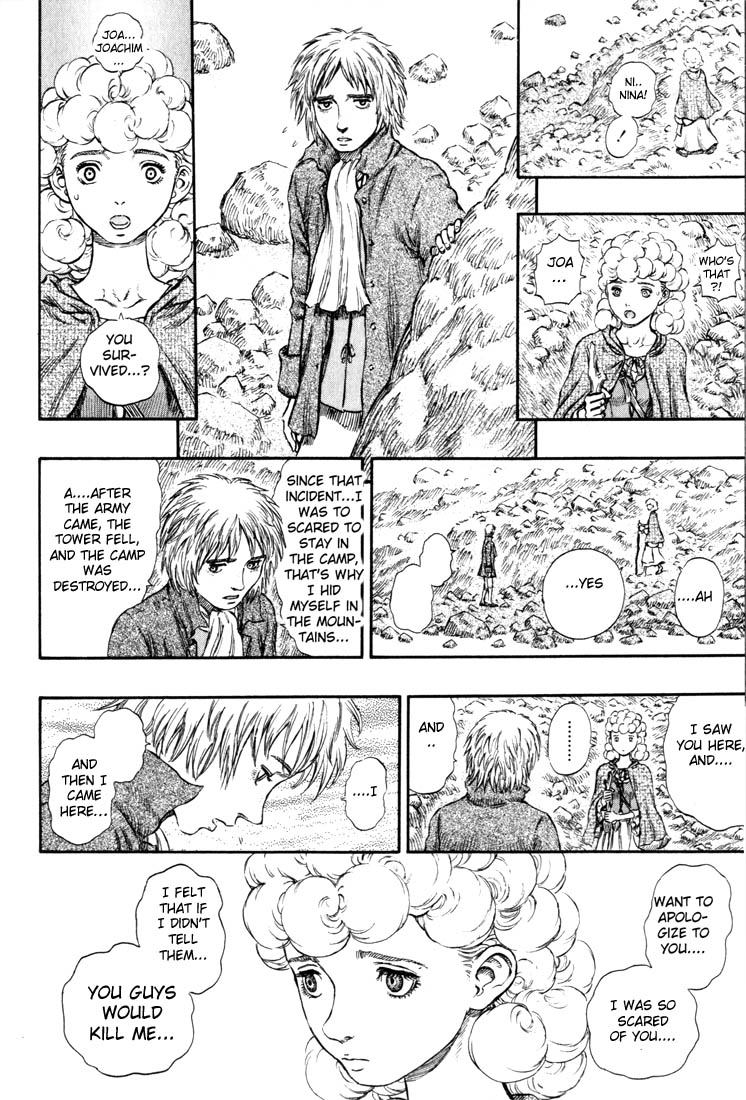 NI..
NINA!
!
WHO'S
THAT
?!
JOA
...
JOA...
JOACHIM
...
YOU
SUR-
VIVED...?
....AH
...YES
SINCE THAT
INCIDENT...I
WAS TO
SCARED TO
STAY IN
THE CAMP,
THAT'S WHY
I HID
MYSELF IN
THE MOUN-
TAINS...
A....AFTER
THE ARMY
CAME, THE
TOWER FELL,
AND THE CAMP
WAS
DESTROYED...
I SAW
YOU HERE,
AND....
........
AND
..
....I
AND
THEN I
CAME
HERE...
WANT TO
APOLO-
GIZE TO
YOU....
I WAS SO
SCARED
OF YOU....
I FELT
THAT IF
I DIDN'T
TELL
THEM...
YOU GUYS
WOULD
KILL ME...